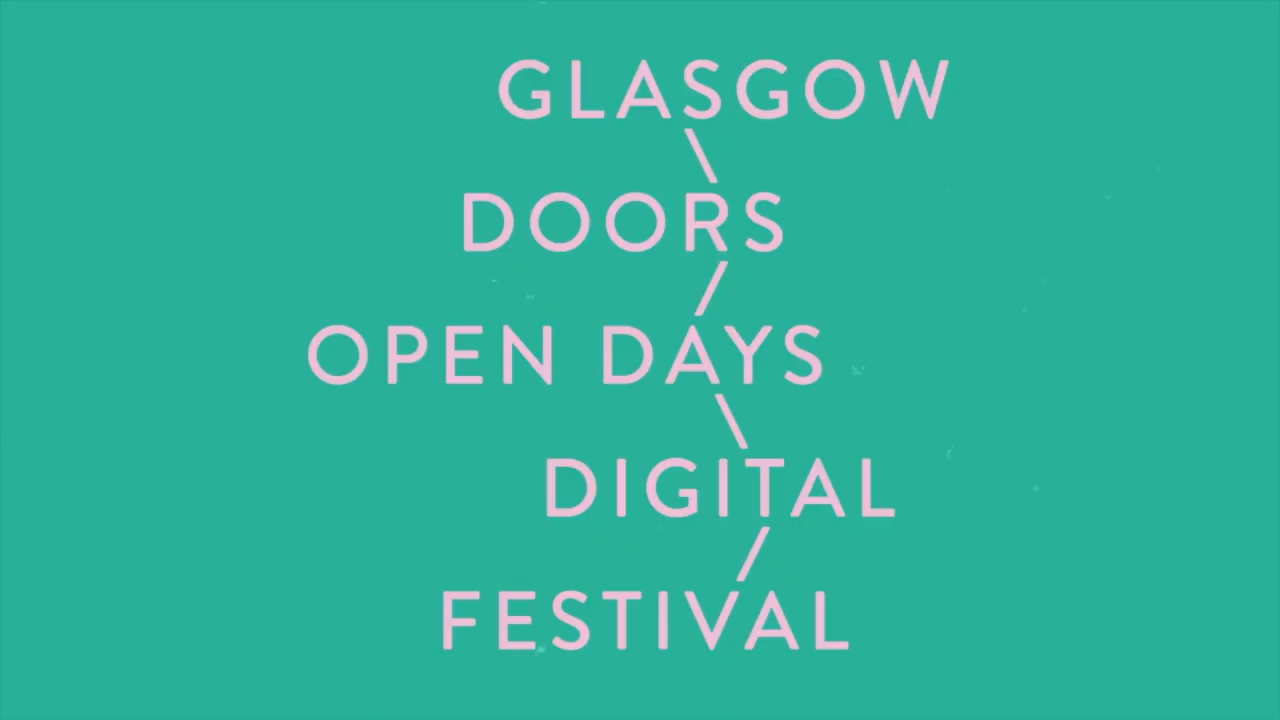 GLASGOW
DOORS
OPEN DAYS
DIGITAL
FESTIVAL